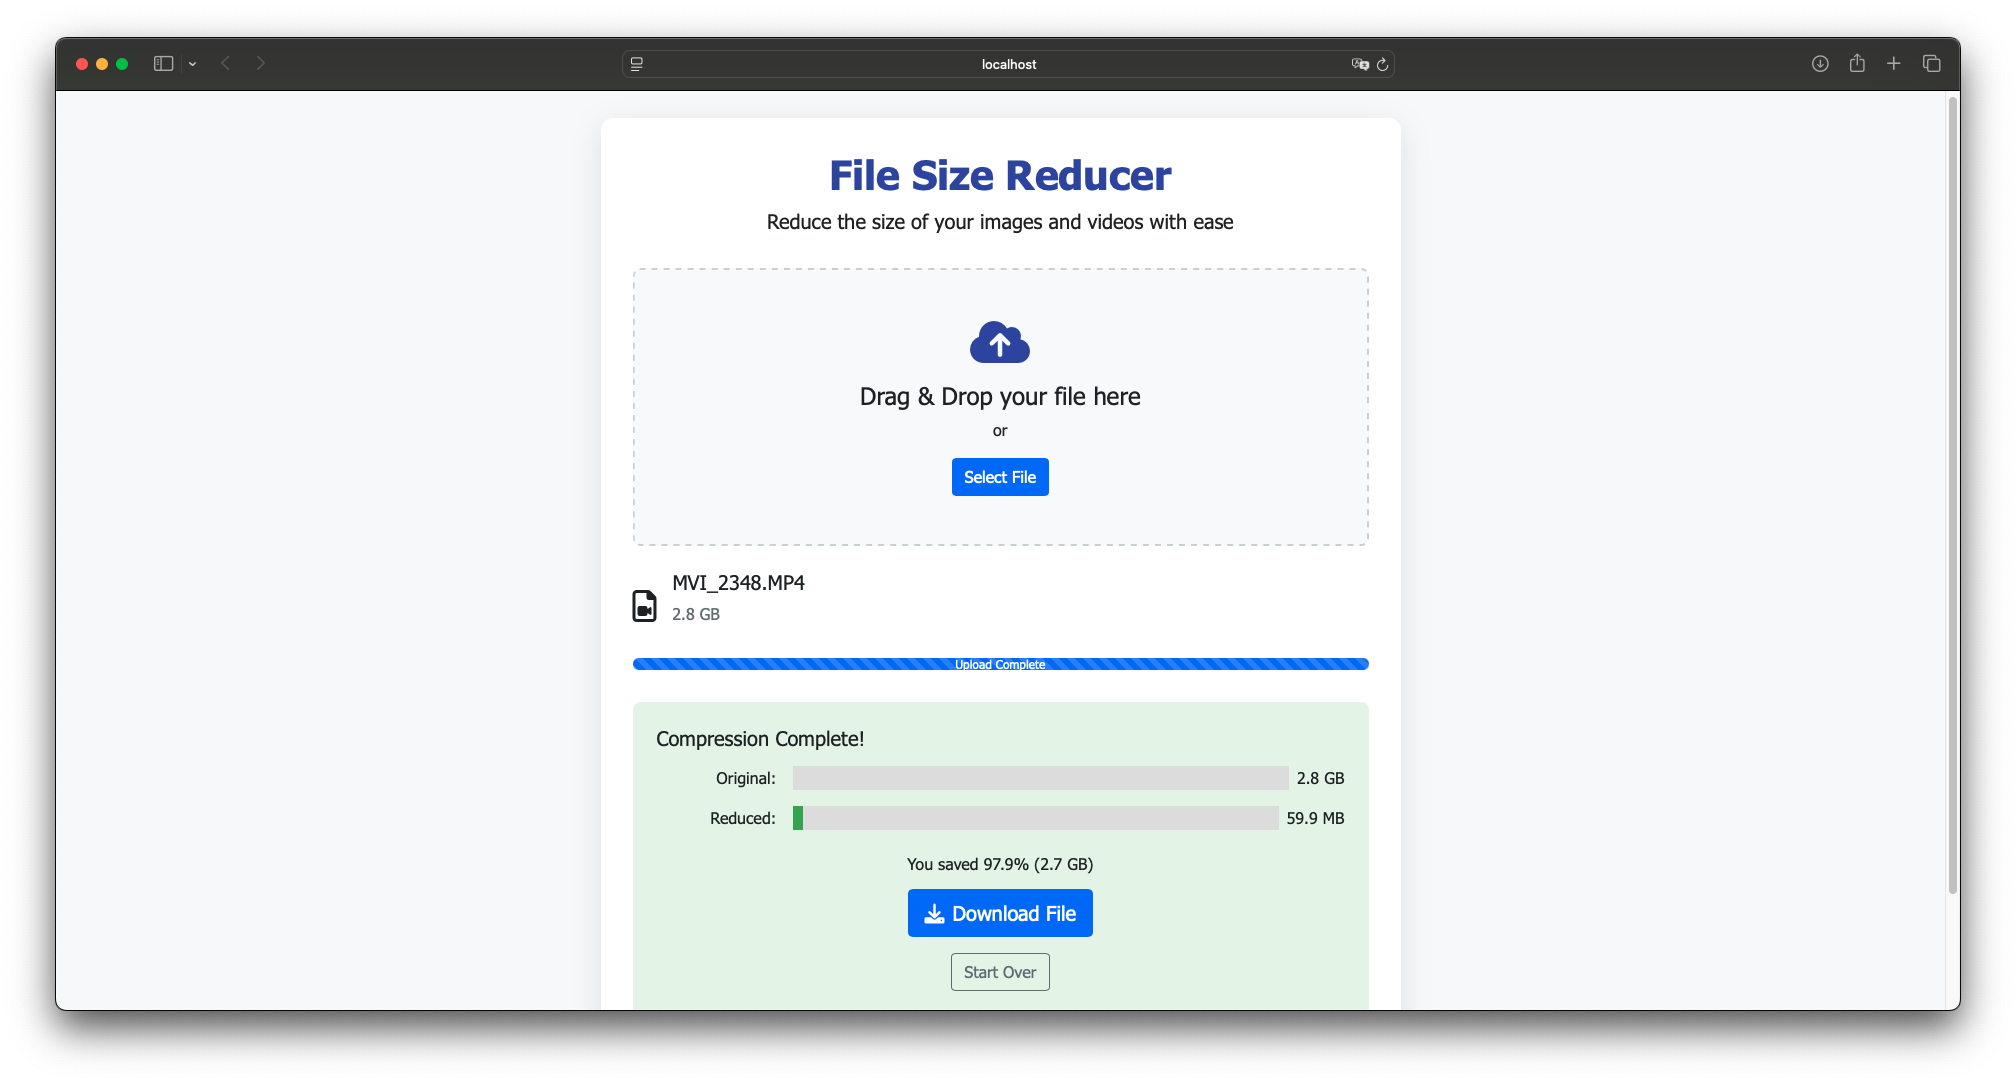 localhost
File Size Reducer
Reduce the size of your images and videos with ease
Drag & Drop your file here
or
Select File
MVI_2348.MP4
2.8 GB
Upload Complete
Compression Complete!
Original: 2.8 GB
Reduced: 59.9 MB
You saved 97.9% (2.7 GB)
Download File
Start Over